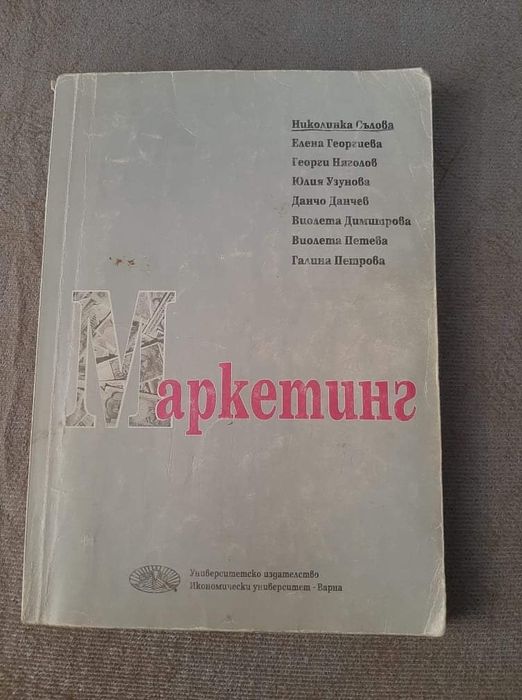 Николинка Сълова
Елена Георгиева
Георги Няголов
Юлия Узунова
Данчо Данчев
Виолета Димитрова
Виолета Петева
Галина Петрова
Маркетинг
Университетско издателство
Икономически университет - Варна